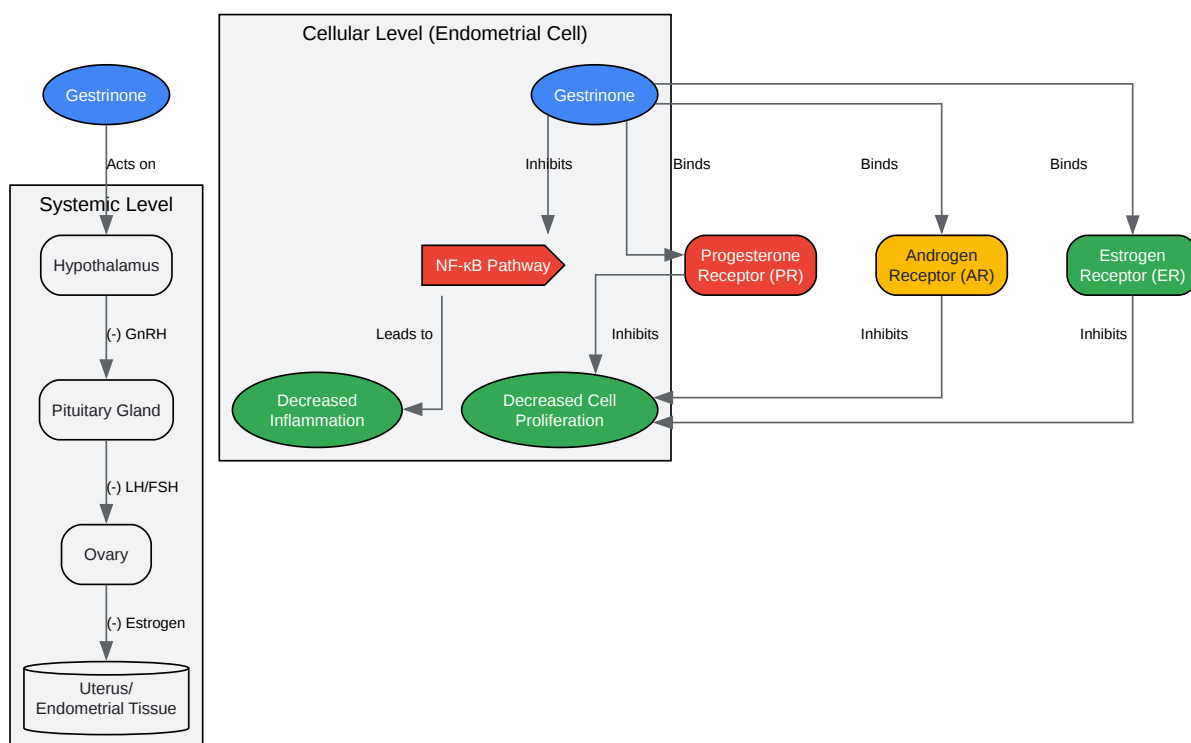 Cellular Level (Endometrial Cell)
Gestrinone
Gestrinone
Acts on
Inhibits
Binds
Binds
Binds
Systemic Level
Hypothalamus
NF-κB Pathway
Progesterone
Receptor (PR)
Androgen
Receptor (AR)
Estrogen
Receptor (ER)
(-) GnRH
Leads to
Inhibits
Inhibits
Inhibits
Pituitary Gland
Decreased
Inflammation
Decreased Cell
Proliferation
(-) LH/FSH
Ovary
(-) Estrogen
Uterus/
Endometrial Tissue